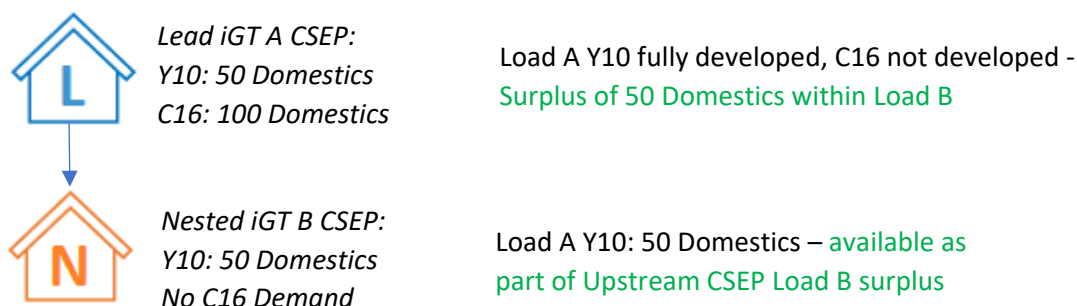 L
Lead iGT A CSEP:
Y10: 50 Domestics
C16: 100 Domestics
Load A Y10 fully developed, C16 not developed -
Surplus of 50 Domestics within Load B
N
Nested iGT B CSEP:
Y10: 50 Domestics
No C16 Demand
Load A Y10: 50 Domestics – available as
part of Upstream CSEP Load B surplus